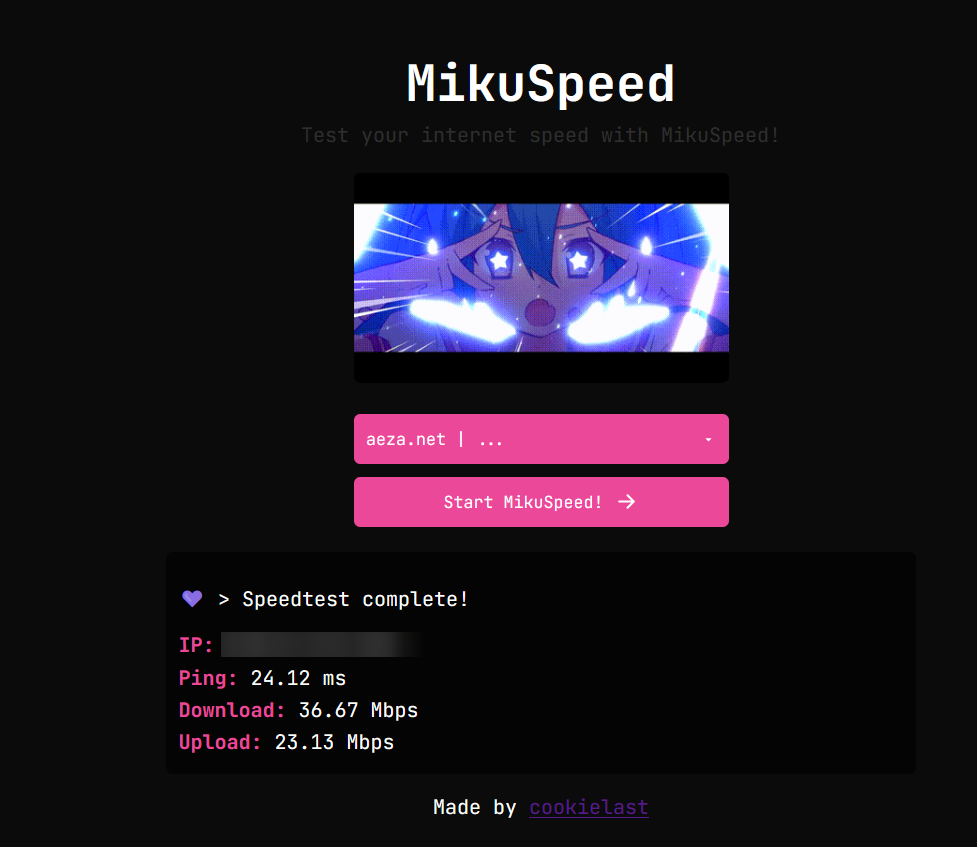 MikuSpeed
Test your internet speed with MikuSpeed!
aeza.net | ...
Start MikuSpeed! →
> Speedtest complete!
IP:
Ping: 24.12 ms
Download: 36.67 Mbps
Upload: 23.13 Mbps
Made by cookielast